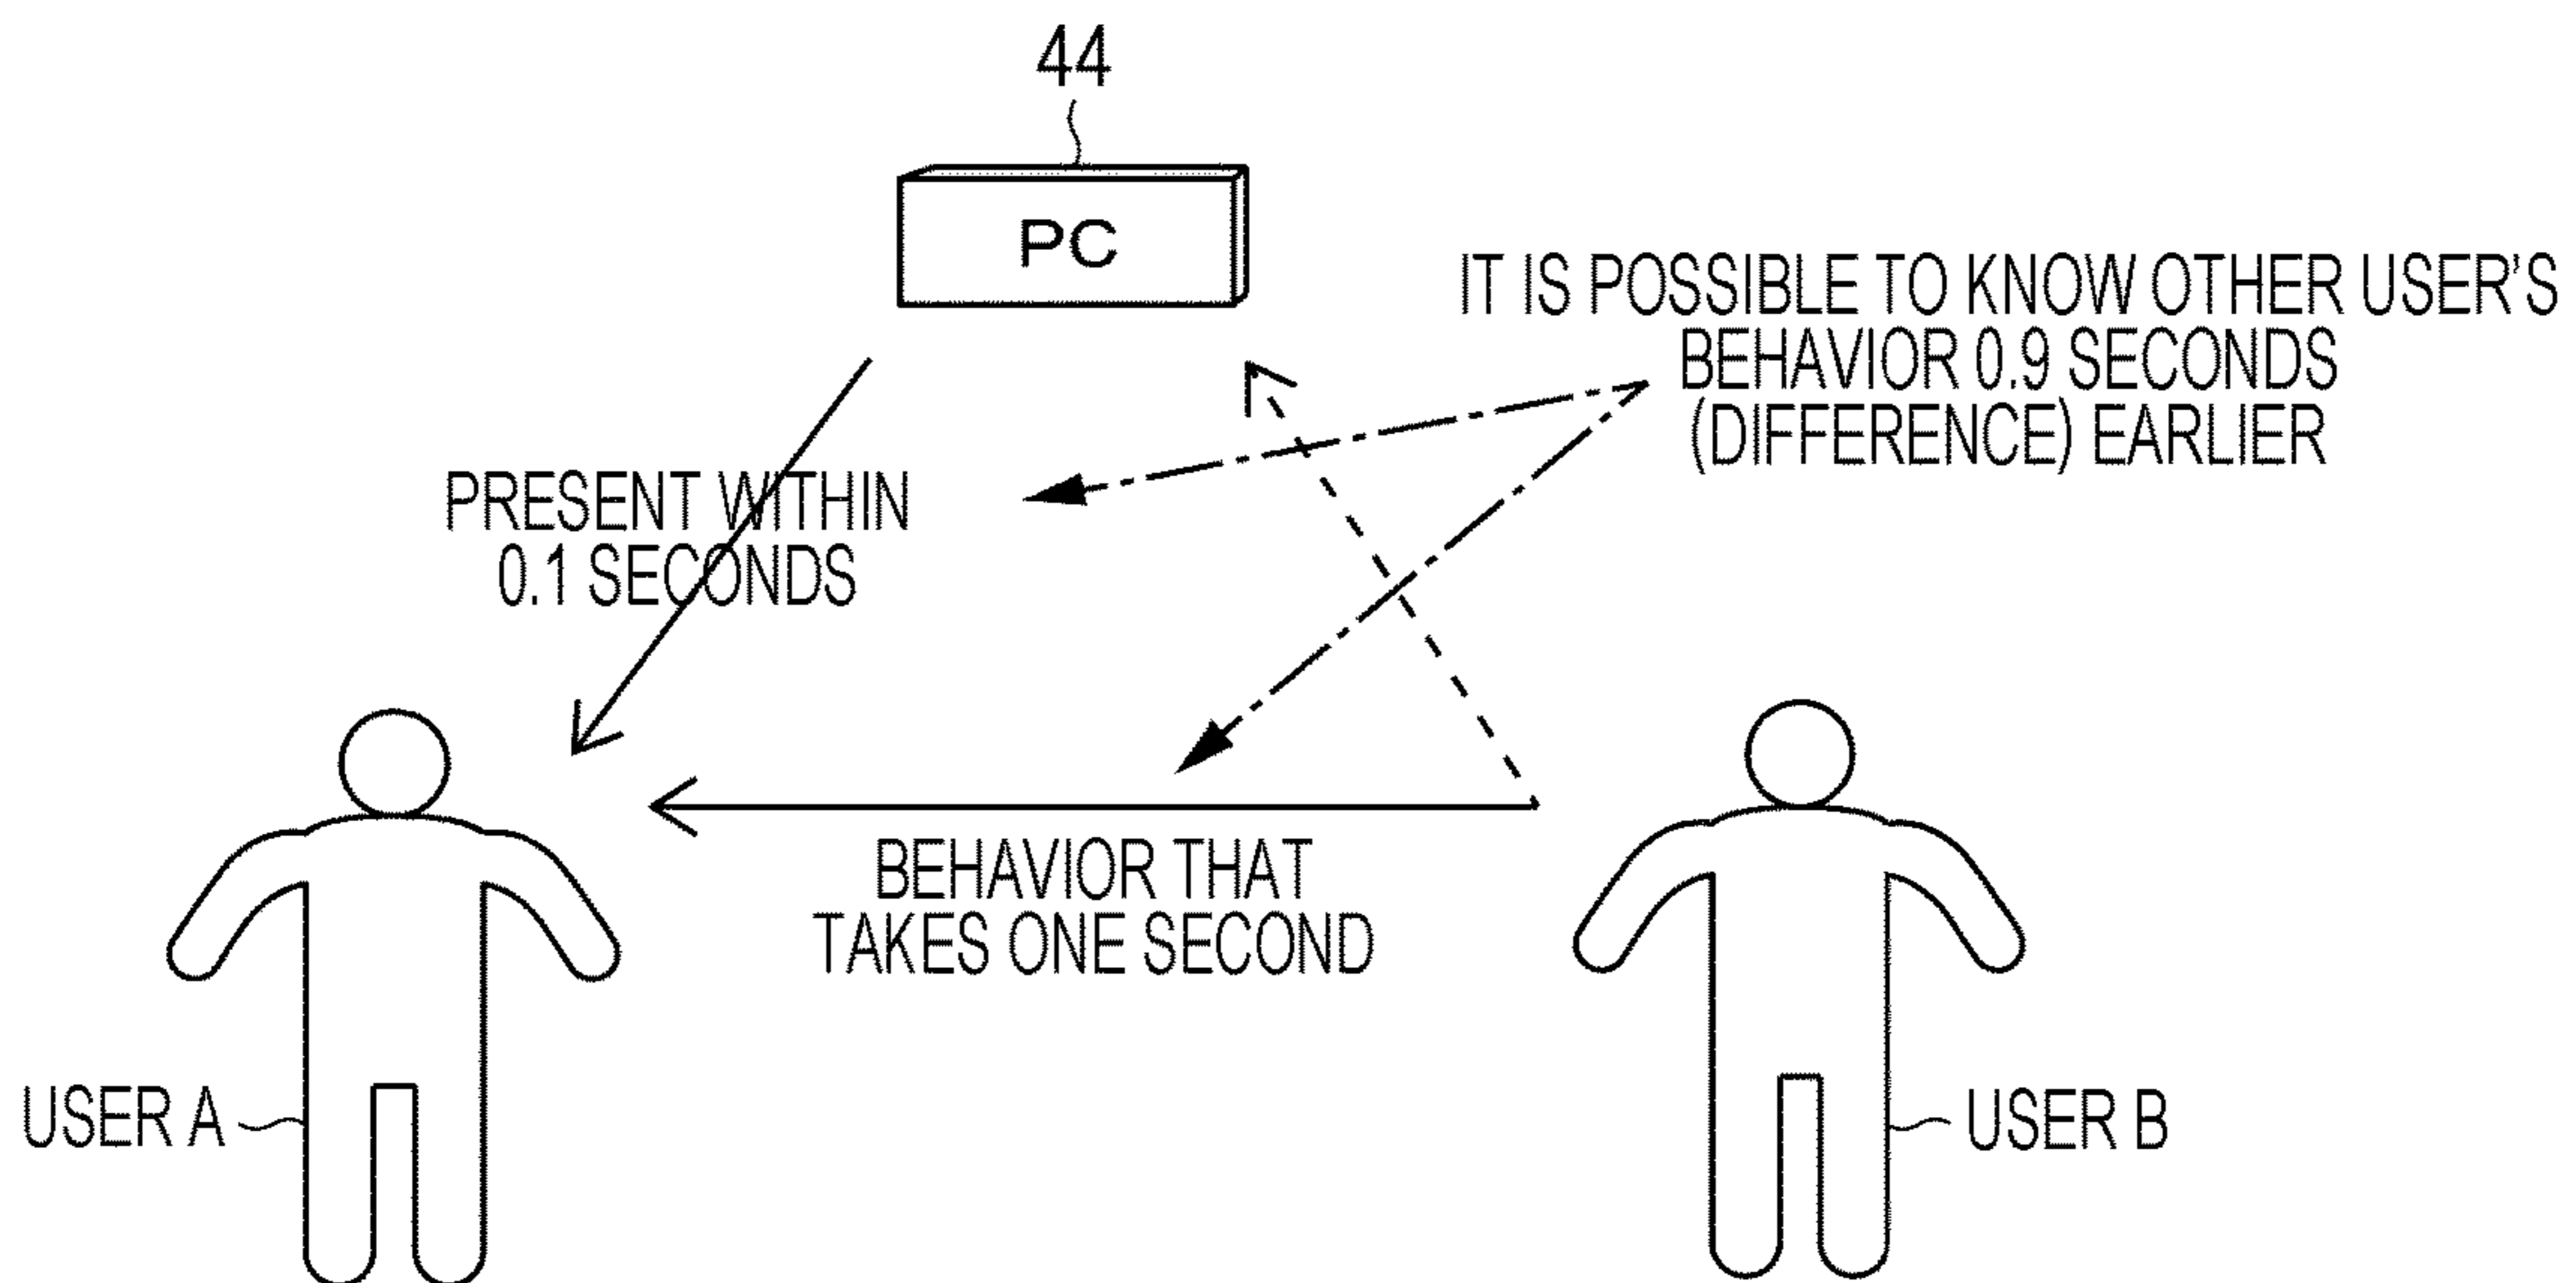 44
PC
IT IS POSSIBLE TO KNOW OTHER USER'S
BEHAVIOR 0.9 SECONDS
(DIFFERENCE) EARLIER
PRESENT WITHIN
0.1 SECONDS
BEHAVIOR THAT
TAKES ONE SECOND
USER A
USER B